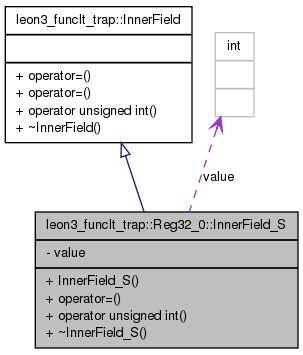 leon3_funclt_trap::InnerField
+ operator=()
+ operator=()
+ operator unsigned int()
+ ~InnerField()
int
value
leon3_funclt_trap::Reg32_0::InnerField_S
- value
+ InnerField_S()
+ operator=()
+ operator unsigned int()
+ ~InnerField_S()